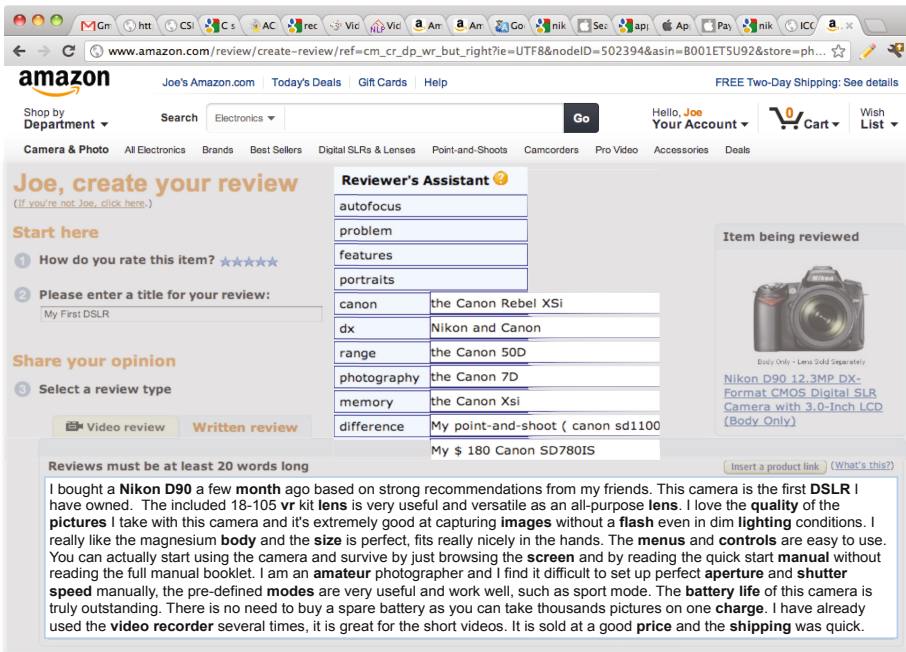 Gm
htt
CSI
C s
AC
rec
Vid
Vid
Am
Am
Go
nik
Sea
app
Ap
Pay
nik
ICC
a
www.amazon.com/review/create-review/ref=cm_cr_dp_wr_but_right?ie=UTF8&nodeID=502394&asin=B001ET5U92&store=ph...
amazon
Joe's Amazon.com Today's Deals Gift Cards Help
FREE Two-Day Shipping: See details
Shop by
Department
Search Electronics Go
Hello, Joe
Your Account
0
Cart
Wish
List
Camera & Photo All Electronics Brands Best Sellers Digital SLRs & Lenses Point-and-Shoots Camcorders Pro Video Accessories Deals
Joe, create your review
(If you're not Joe, click here.)
Start here
1 How do you rate this item?
2 Please enter a title for your review:
My First DSLR
Share your opinion
3 Select a review type
Video review Written review
Reviewer's Assistant ?
autofocus
problem
features
portraits
canon
dx
range
photography
memory
difference
the Canon Rebel XSi
Nikon and Canon
the Canon 50D
the Canon 7D
the Canon Xsi
My point-and-shoot ( canon sd1100
My $ 180 Canon SD780IS
Item being reviewed
Nikon
Body Only - Lens Sold Separately
Nikon D90 12.3MP DX-
Format CMOS Digital SLR
Camera with 3.0-Inch LCD
(Body Only)
Reviews must be at least 20 words long
Insert a product link (What's this?)
I bought a Nikon D90 a few month ago based on strong recommendations from my friends. This camera is the first DSLR I
have owned. The included 18-105 vr kit lens is very useful and versatile as an all-purpose lens. I love the quality of the
pictures I take with this camera and it's extremely good at capturing images without a flash even in dim lighting conditions. I
really like the magnesium body and the size is perfect, fits really nicely in the hands. The menus and controls are easy to use.
You can actually start using the camera and survive by just browsing the screen and by reading the quick start manual without
reading the full manual booklet. I am an amateur photographer and I find it difficult to set up perfect aperture and shutter
speed manually, the pre-defined modes are very useful and work well, such as sport mode. The battery life of this camera is
truly outstanding. There is no need to buy a spare battery as you can take thousands pictures on one charge. I have already
used the video recorder several times, it is great for the short videos. It is sold at a good price and the shipping was quick.